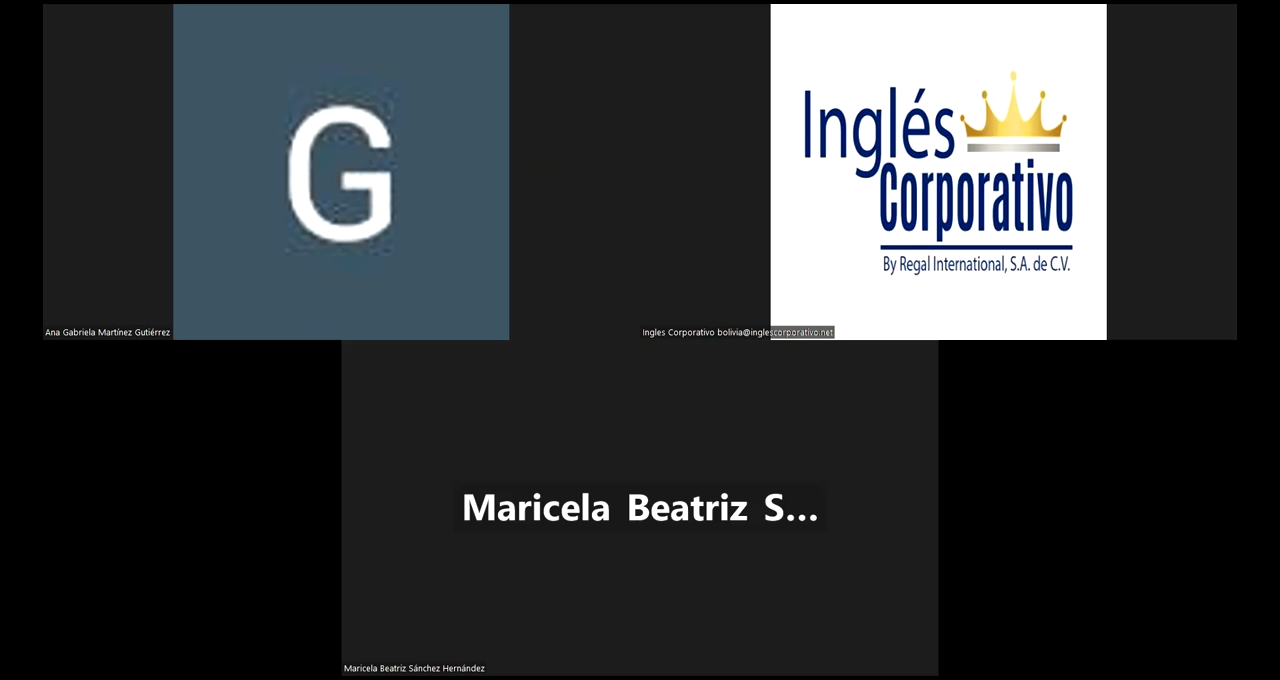 G
Ana Gabriela Martínez Gutiérrez
Inglés
Corporativo
By Regal International, S.A. de C.V.
Ingles Corporativo bolivia@inglescorporativo.net
Maricela Beatriz S...
Maricela Beatriz Sánchez Hernández